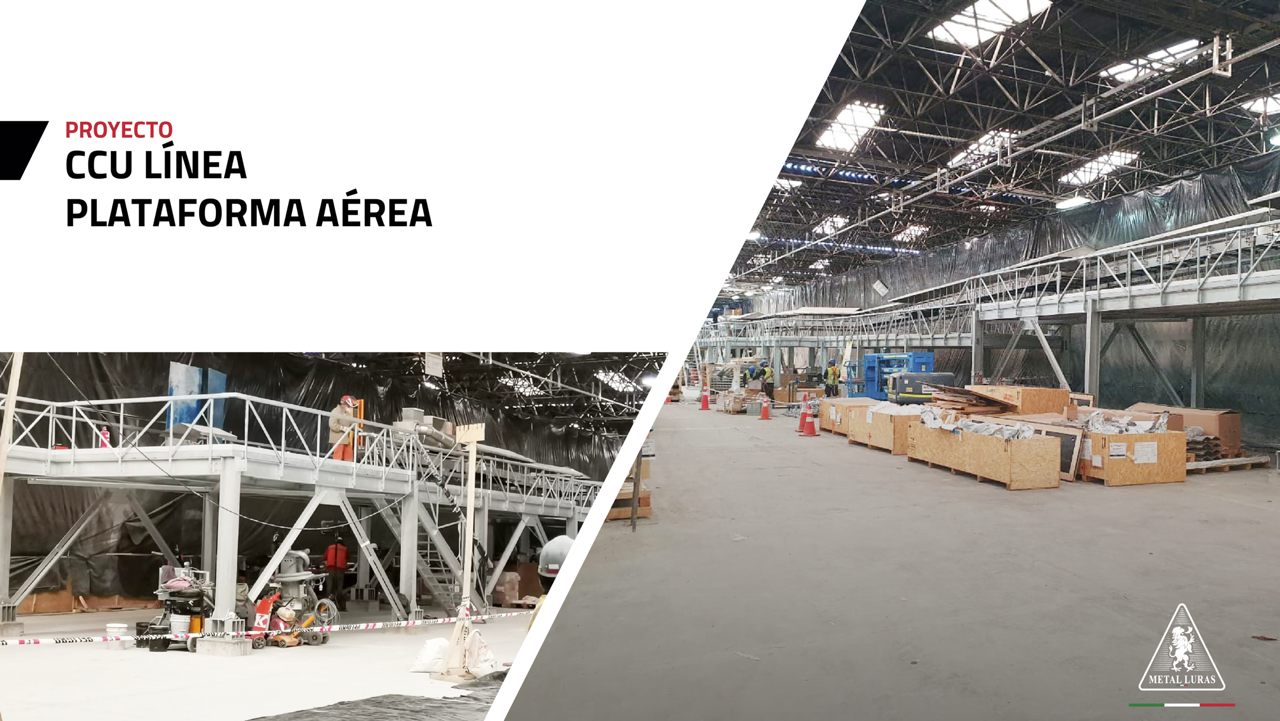 PROYECTO
CCU LÍNEA
PLATAFORMA AÉREA
METAL LURAS